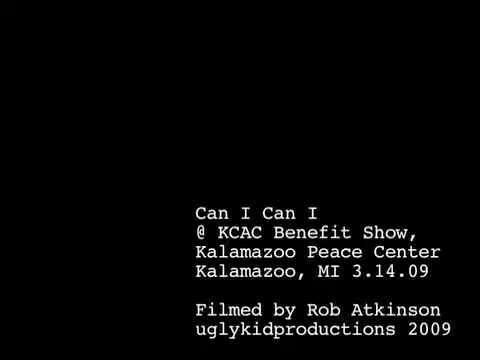 Can I Can I
@ KCAC Benefit Show,
Kalamazoo Peace Center
Kalamazoo, MI 3.14.09
Filmed by Rob Atkinson
uglykidproductions 2009